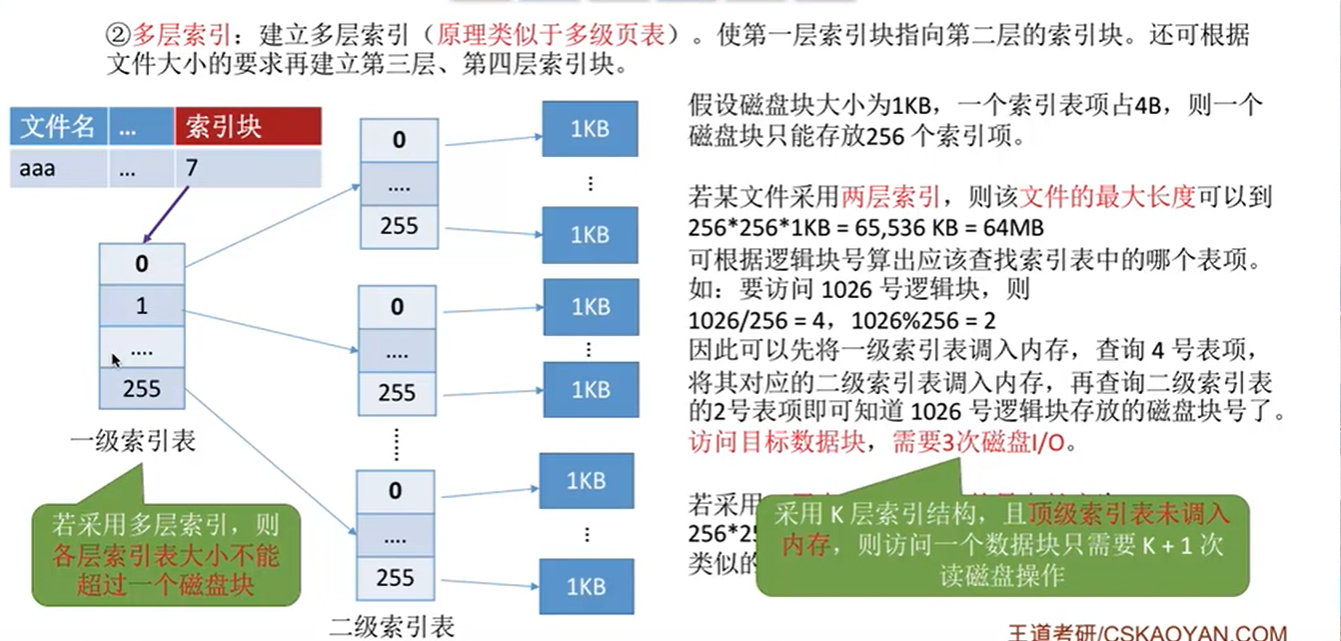 ②多层索引：建立多层索引（原理类似于多级页表）。使第一层索引块指向第二层的索引块。还可根据
文件大小的要求再建立第三层、第四层索引块。
文件名 ... 索引块
aaa ... 7
0
1
....
255
一级索引表
若采用多层索引，则
各层索引表大小不能
超过一个磁盘块
0
....
255
0
....
255
0
....
255
二级索引表
1KB
1KB
1KB
1KB
1KB
1KB
假设磁盘块大小为1KB，一个索引表项占4B，则一个
磁盘块只能存放256 个索引项。
若某文件采用两层索引，则该文件的最大长度可以到
256*256*1KB = 65,536 KB = 64MB
可根据逻辑块号算出应该查找索引表中的哪个表项。
如：要访问 1026 号逻辑块，则
1026/256 = 4，1026%256 = 2
因此可以先将一级索引表调入内存，查询 4 号表项，
将其对应的二级索引表调入内存，再查询二级索引表
的2号表项即可知道 1026 号逻辑块存放的磁盘块号了。
访问目标数据块，需要3次磁盘I/O。
若采用
256*25
类似的
采用 K 层索引结构，且顶级索引表未调入
内存，则访问一个数据块只需要 K + 1 次
读磁盘操作
王道考研/CSKAOYAN.COM